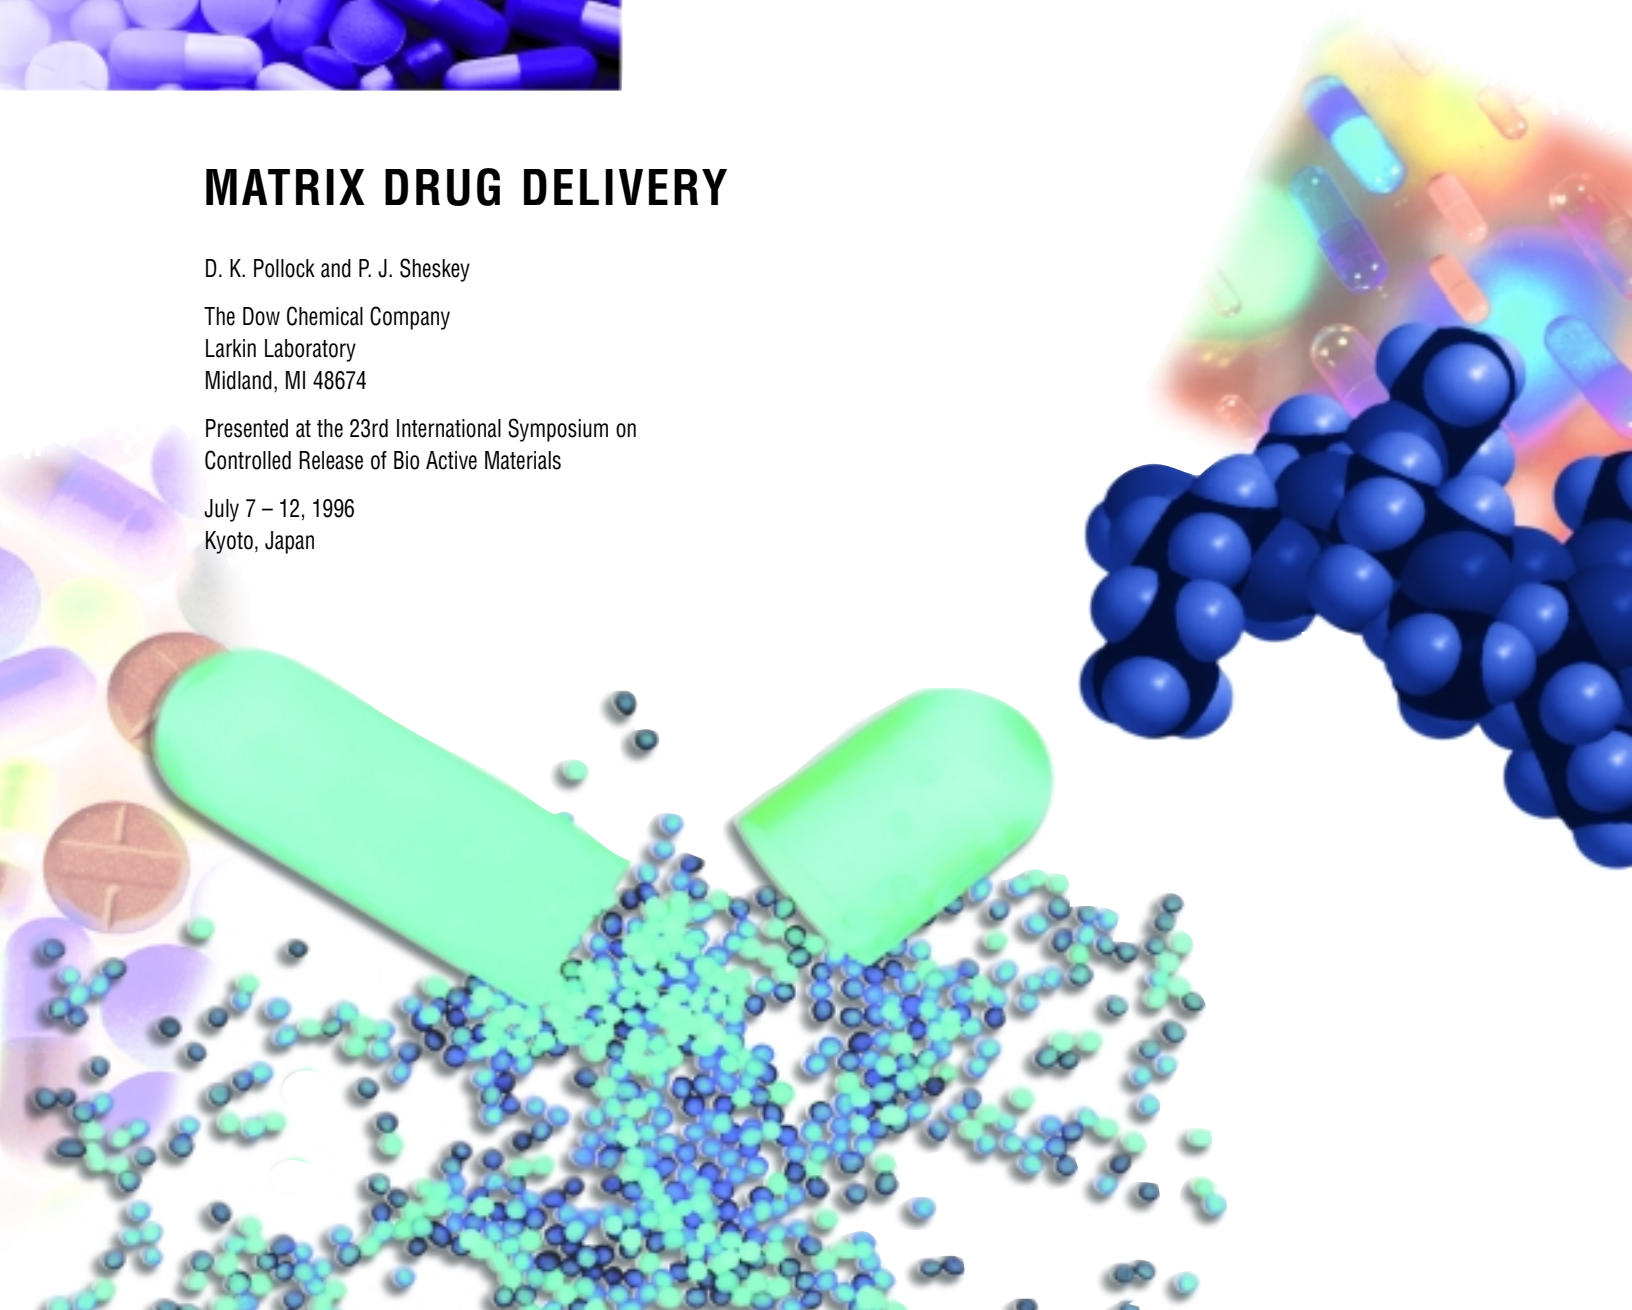 MATRIX DRUG DELIVERY
D. K. Pollock and P. J. Sheskey
The Dow Chemical Company
Larkin Laboratory
Midland, MI 48674
Presented at the 23rd International Symposium on
Controlled Release of Bio Active Materials
July 7 – 12, 1996
Kyoto, Japan